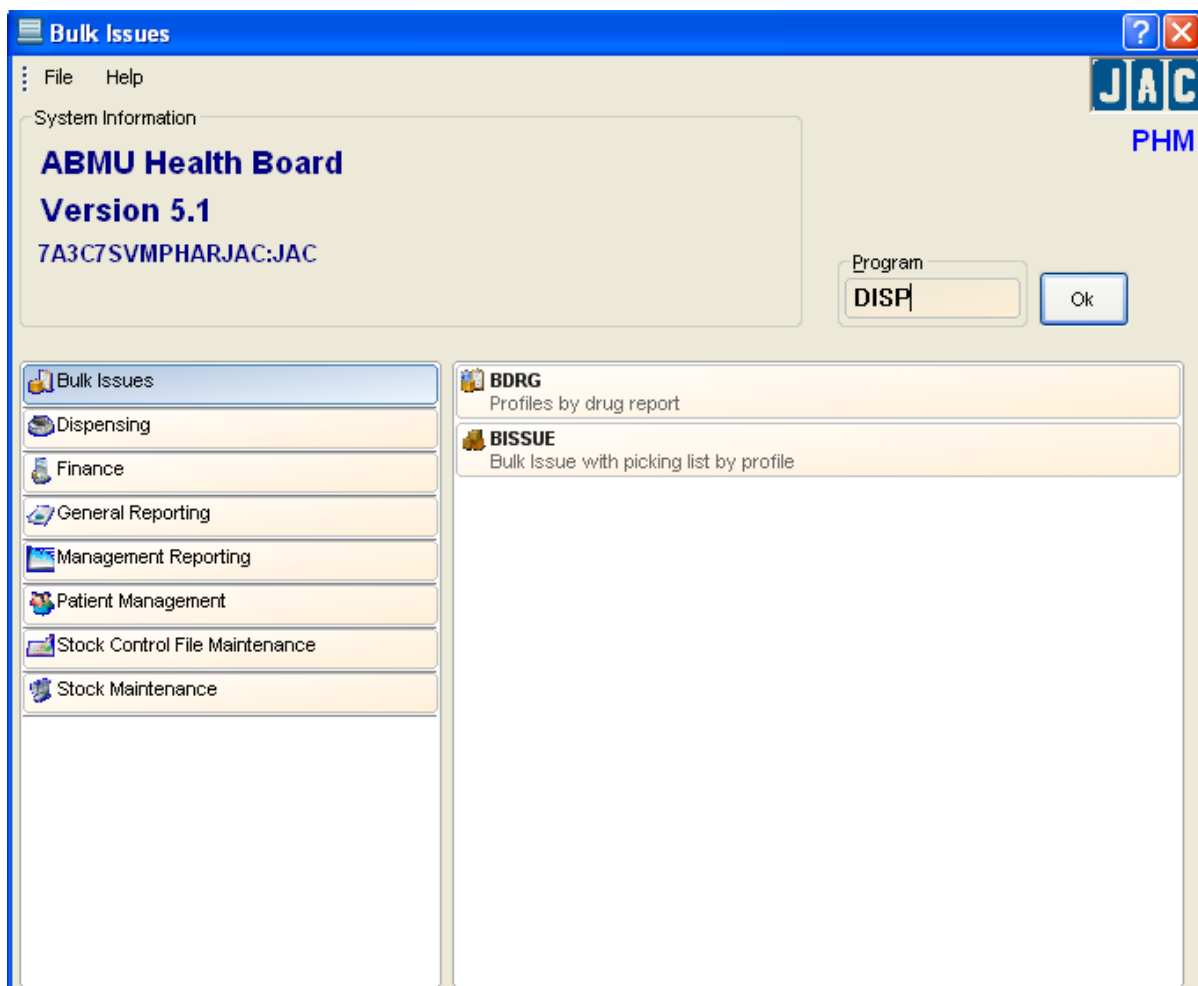 Bulk Issues
?
File Help
JAC
PHM
System Information
ABMU Health Board
Version 5.1
7A3C7SVMPHARJAC:JAC
Program
DISP
Ok
Bulk Issues
Dispensing
Finance
General Reporting
Management Reporting
Patient Management
Stock Control File Maintenance
Stock Maintenance
BDRG
Profiles by drug report
BISSUE
Bulk Issue with picking list by profile